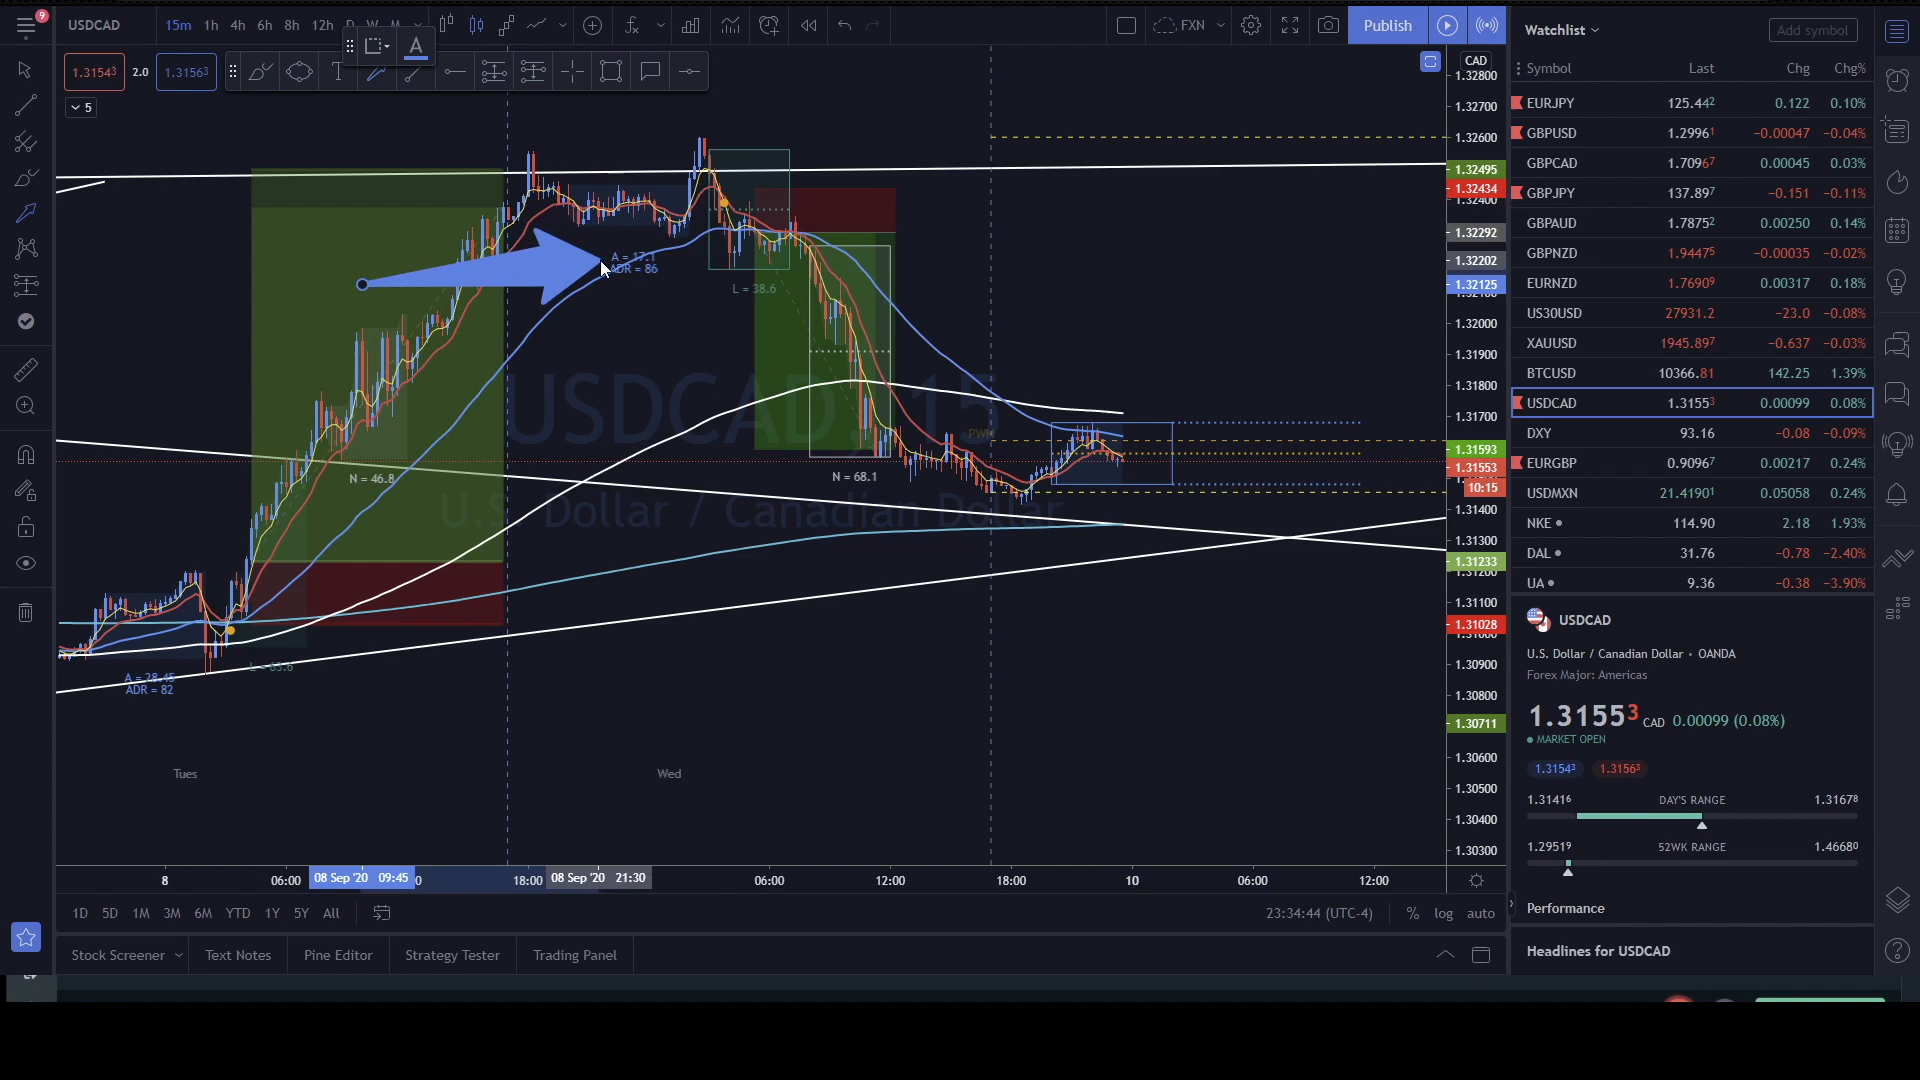 9
USDCAD
15m 1h 4h 6h 8h 12h D W M
FXN
Publish
1.31543 2.0 1.31563
T
A
5
CAD
1.32800
1.32700
1.32600
1.32495
1.32434
1.32400
1.32292
1.32202
1.32125
1.32000
1.31900
1.31800
1.31700
1.31593
1.31553
10:15
1.31400
1.31300
1.31233
1.31100
1.31028
1.30900
1.30800
1.30711
1.30600
1.30500
1.30400
1.30300
A = 17.1
ADR = 86
L = 38.6
N = 46.8
N = 68.1
L = 63.6
A = 28.45
ADR = 82
USDCAD, 15
U.S. Dollar / Canadian Dollar
Tues
Wed
8 06:00 08 Sep '20 09:45 0 18:00 08 Sep '20 21:30 06:00 12:00 18:00 10 06:00 12:00
1D 5D 1M 3M 6M YTD 1Y 5Y All
23:34:44 (UTC-4) % log auto
Stock Screener Text Notes Pine Editor Strategy Tester Trading Panel
Watchlist
Add symbol
Symbol Last Chg Chg%
EURJPY 125.442 0.122 0.10%
GBPUSD 1.29961 −0.00047 −0.04%
GBPCAD 1.70967 0.00045 0.03%
GBPJPY 137.897 −0.151 −0.11%
GBPAUD 1.78752 0.00250 0.14%
GBPNZD 1.94475 −0.00035 −0.02%
EURNZD 1.76909 0.00317 0.18%
US30USD 27931.2 −23.0 −0.08%
XAUUSD 1945.897 −0.637 −0.03%
BTCUSD 10366.81 142.25 1.39%
USDCAD 1.31553 0.00099 0.08%
DXY 93.16 −0.08 −0.09%
EURGBP 0.90967 0.00217 0.24%
USDMXN 21.41901 0.05058 0.24%
NKE 114.90 2.18 1.93%
DAL 31.76 −0.78 −2.40%
UA 9.36 −0.38 −3.90%
USDCAD
U.S. Dollar / Canadian Dollar • OANDA
Forex Major: Americas
1.31553 CAD 0.00099 (0.08%)
MARKET OPEN
1.31543 1.31563
1.31416 DAY'S RANGE 1.31678
1.29519 52WK RANGE 1.46680
Performance
Headlines for USDCAD